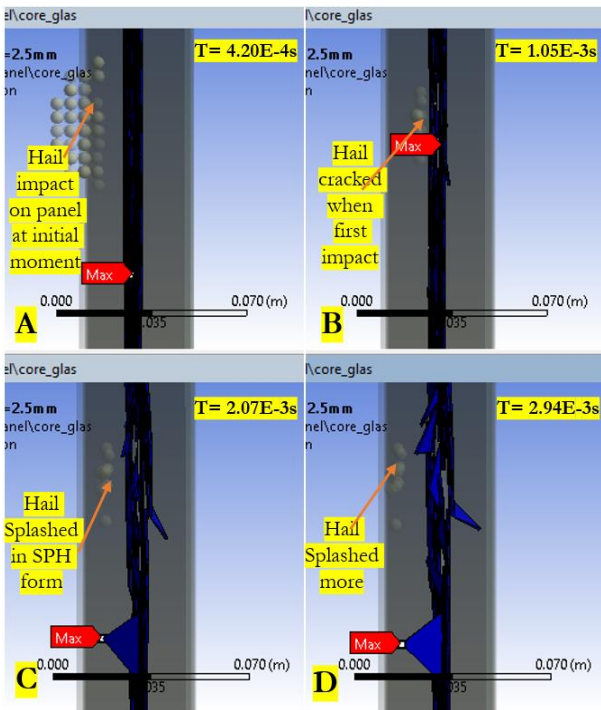 el\core_glas
=2.5mm
anel\core_glas
on
T= 4.20E-4s
Hail
impact
on panel
at initial
moment
Max
0.000
0.070 (m)
.035
A
el\core_glas
2.5mm
nel\core_glas
T= 1.05E-3s
Hail
cracked
when
first
impact
Max
0.000
0.070 (m)
035
B
el\core_glas
=2.5mm
anel\core_glas
on
T= 2.07E-3s
Hail
Splashed
in SPH
form
Max
0.000
0.070 (m)
035
C
el\core_glas
2.5mm
nel\core_glas
T= 2.94E-3s
Hail
Splashed
more
Max
0.000
0.070 (m)
035
D